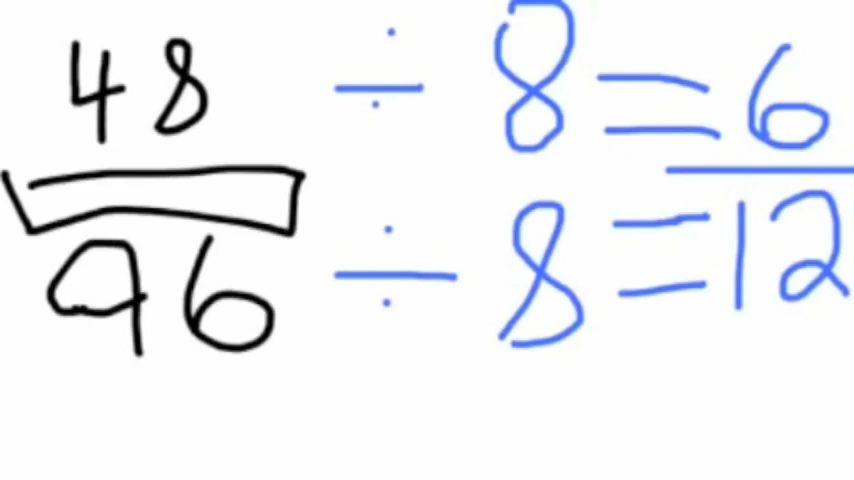 48 ÷ 8 = 6
96 ÷ 8 = 12